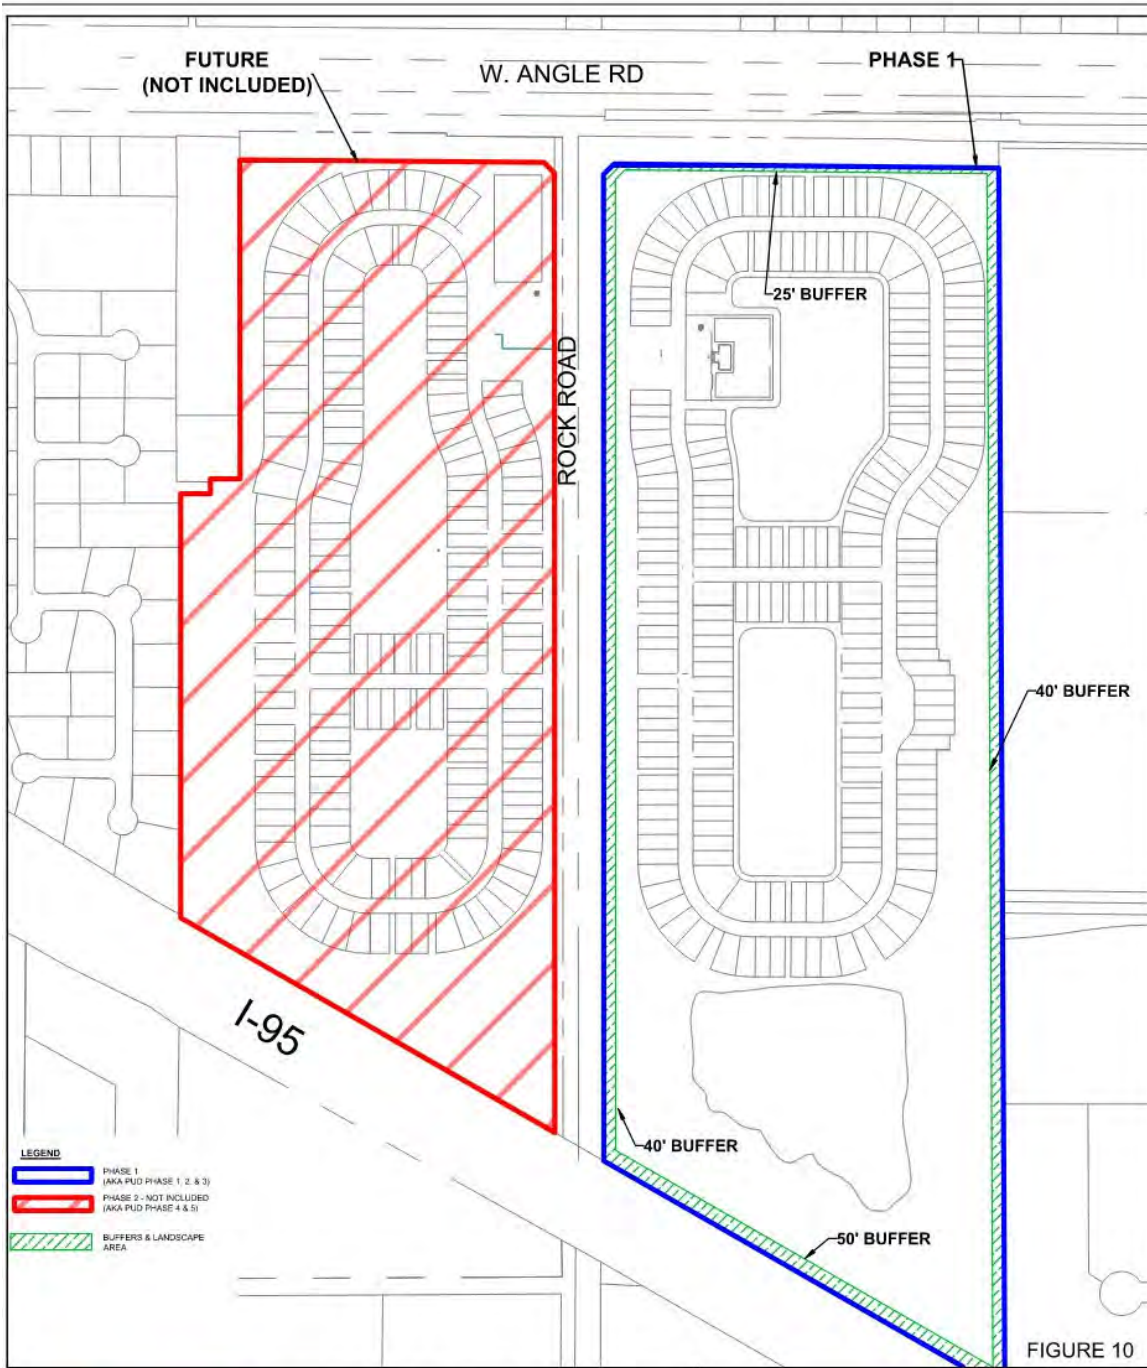 FUTURE
(NOT INCLUDED)
W. ANGLE RD
PHASE 1
25' BUFFER
ROCK ROAD
40' BUFFER
I-95
40' BUFFER
50' BUFFER
LEGEND
PHASE 1
(AKA PUD PHASE 1, 2, & 3)
PHASE 2 - NOT INCLUDED
(AKA PUD PHASE 4 & 5)
BUFFERS & LANDSCAPE
AREA
FIGURE 10